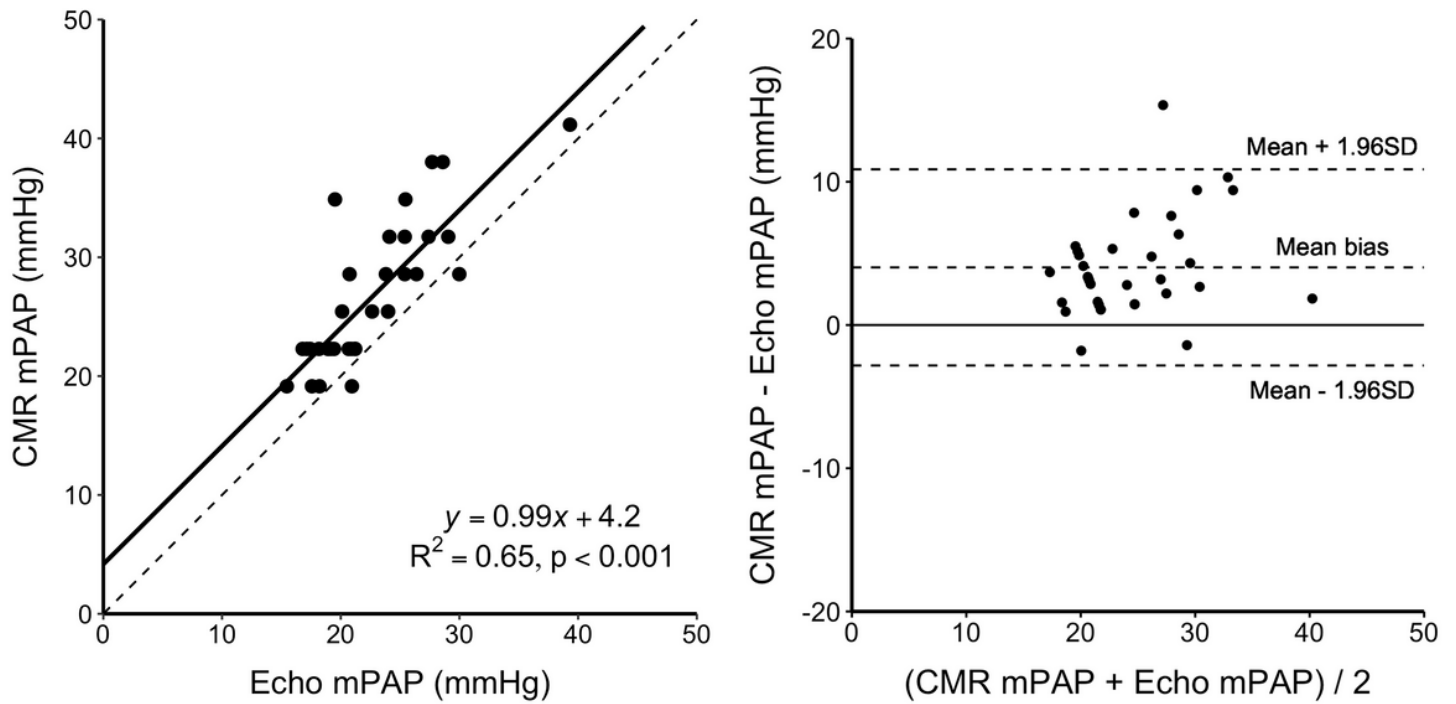 50
40
30
20
10
0
0 10 20 30 40 50
CMR mPAP (mmHg)
Echo mPAP (mmHg)
y = 0.99x + 4.2
R² = 0.65, p < 0.001
20
10
0
-10
-20
0 10 20 30 40 50
CMR mPAP - Echo mPAP (mmHg)
(CMR mPAP + Echo mPAP) / 2
Mean + 1.96SD
Mean bias
Mean - 1.96SD